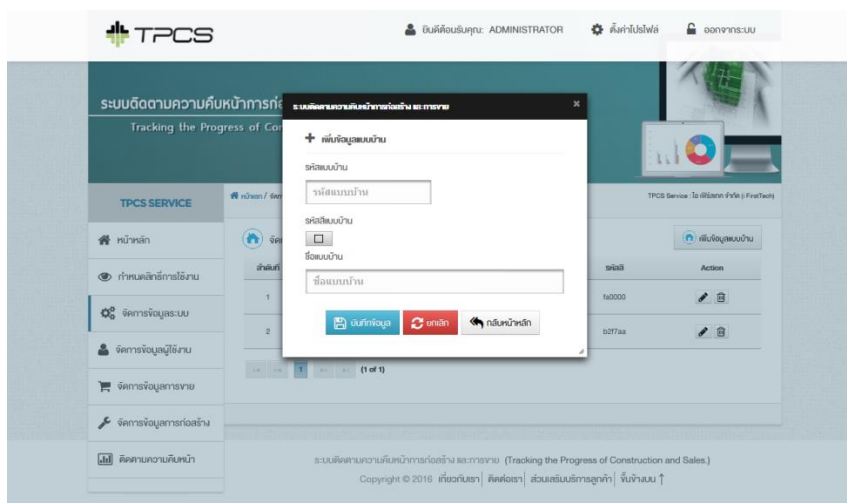 TPCS
ยินดีต้อนรับคุณ: ADMINISTRATOR
ตั้งค่าโปรไฟล์
ออกจากระบบ
ระบบติดตามความคืบหน้าการก่อ
Tracking the Progress of Con
ระบบติดตามความคืบหน้าการก่อสร้าง และการขาย
×
เพิ่มข้อมูลแบบบ้าน
รหัสแบบบ้าน
รหัสแบบบ้าน
รหัสสีแบบบ้าน
ชื่อแบบบ้าน
ชื่อแบบบ้าน
บันทึกข้อมูล
ยกเลิก
กลับหน้าหลัก
TPCS SERVICE
หน้าแรก / จัดก
TPCS Service : ไอ เฟิร์สเทค จำกัด (i FirstTech)
หน้าหลัก
กำหนดสิทธิ์การใช้งาน
จัดการข้อมูลระบบ
จัดการข้อมูลผู้ใช้งาน
จัดการข้อมูลการขาย
จัดการข้อมูลการก่อสร้าง
ติดตามความคืบหน้า
จัดก
เพิ่มข้อมูลแบบบ้าน
ลำดับที่
รหัสสี
Action
1
fa0000
2
b2f7aa
1
(1 of 1)
ระบบติดตามความคืบหน้าการก่อสร้าง และการขาย (Tracking the Progress of Construction and Sales.)
Copyright © 2016 เกี่ยวกับเรา| ติดต่อเรา| ส่วนเสริมบริการลูกค้า| ขึ้นข้างบน ↑